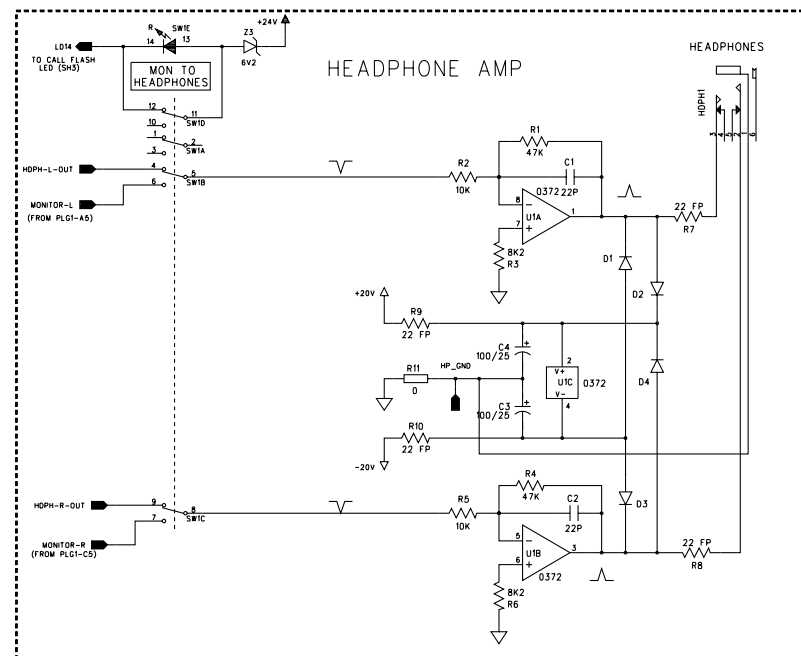 +24V
R
SW1E
Z3
LD14
14
13
TO CALL FLASH
LED (SH3)
6V2
MON TO
HEADPHONES
HEADPHONE AMP
HEADPHONES
HDPH1
3
4
5
2
1
6
12
11
10
SW1D
1
2
3
SW1A
HDPH-L-OUT
4
5
6
SW1B
MONITOR-L
(FROM PLG1-A5)
R1
47K
R2
10K
C1
22P
0372
8
U1A
1
7
8K2
R3
22 FP
R7
D1
D2
+20V
R9
22 FP
C4
100/25
HP_GND
R11
0
2
V+
U1C
0372
V-
4
D4
C3
100/25
R10
22 FP
-20V
HDPH-R-OUT
9
8
7
SW1C
MONITOR-R
(FROM PLG1-C5)
R4
47K
R5
10K
C2
22P
D3
5
U1B
3
6
0372
8K2
R6
22 FP
R8